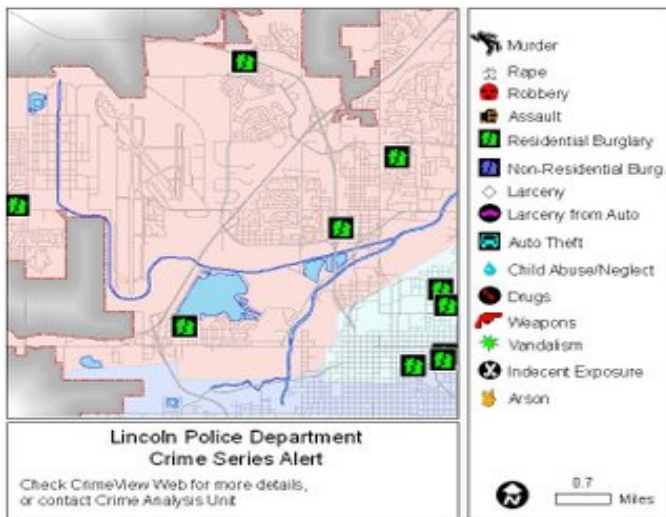 Murder
Rape
Robbery
Assault
Residential Burglary
Non-Residential Burg.
Larceny
Larceny from Auto
Auto Theft
Child Abuse/Neglect
Drugs
Weapons
Vandalism
Indecent Exposure
Arson
0.7
Miles
Lincoln Police Department
Crime Series Alert
Check CrimeView Web for more details,
or contact Crime Analysis Unit